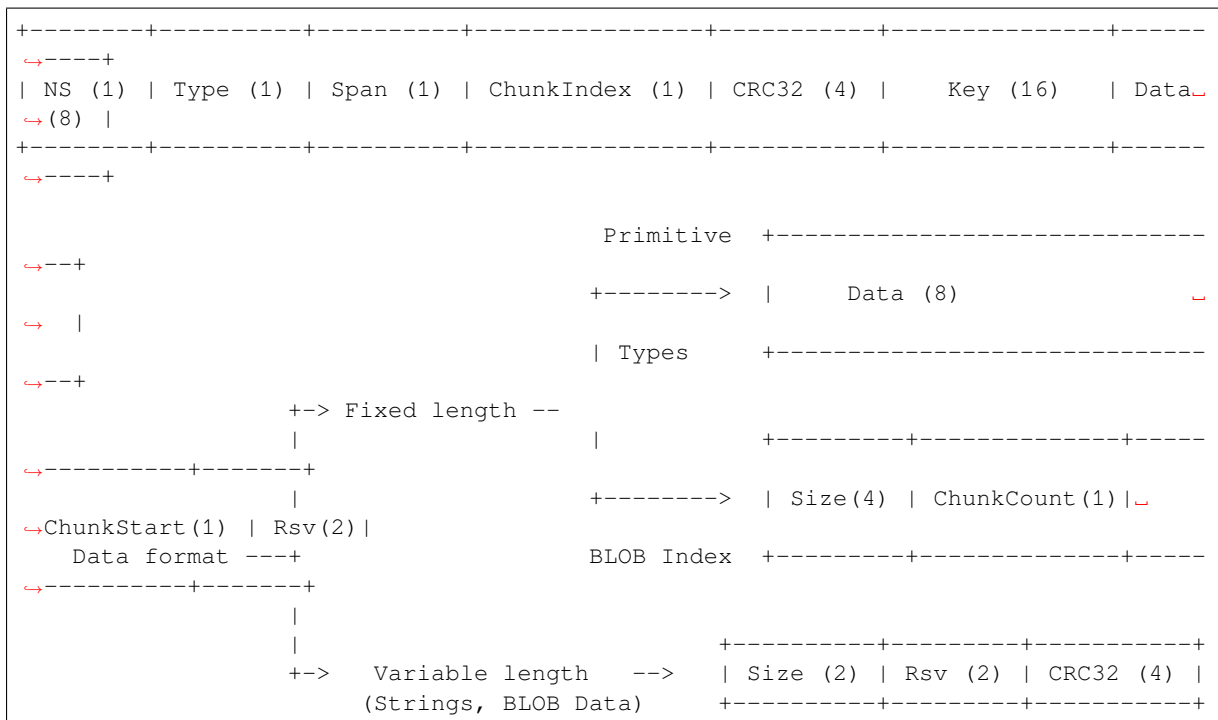 +--------+----------+----------+---------------+-----------+--------------+------
↪----+
| NS (1) | Type (1) | Span (1) | ChunkIndex (1) | CRC32 (4) |    Key (16)   | Data␣
↪(8) |
+--------+----------+----------+---------------+-----------+--------------+------
↪----+

                                       Primitive  +-----------------------------
↪--+
                                      +-------->  |     Data (8)                ␣
↪  |
                                      | Types     +-----------------------------
↪--+
                  +-> Fixed length --
                  |                   |           +---------+--------------+-----
↪----------+-------+
                  |                   +-------->  | Size(4) | ChunkCount(1)|␣
↪ChunkStart(1) | Rsv(2)|
    Data format ---+                  BLOB Index  +---------+--------------+-----
↪----------+-------+
                  |
                  |                            +----------+---------+-----------+
                  +->   Variable length   -->  | Size (2) | Rsv (2) | CRC32 (4) |
                       (Strings, BLOB Data)    +----------+---------+-----------+